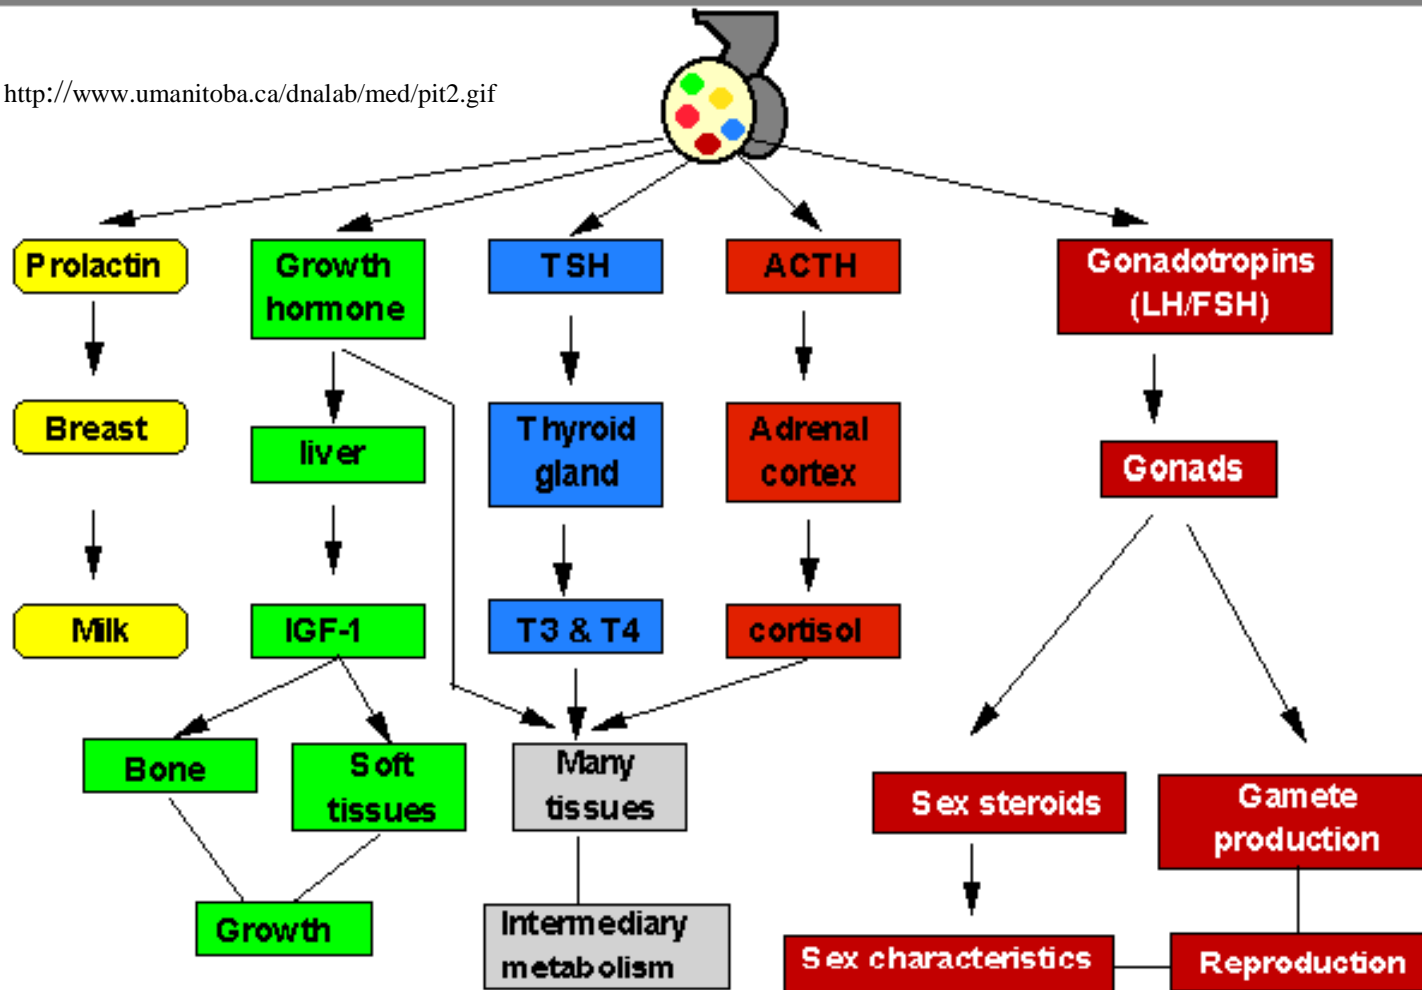 http://www.umanitoba.ca/dnalab/med/pit2.gif
Prolactin
Growth
hormone
TSH
ACTH
Gonadotropins
(LH/FSH)
Breast
liver
Thyroid
gland
Adrenal
cortex
Gonads
Milk
IGF-1
T3 & T4
cortisol
Bone
Soft
tissues
Many
tissues
Sex steroids
Gamete
production
Growth
Intermediary
metabolism
Sex characteristics
Reproduction